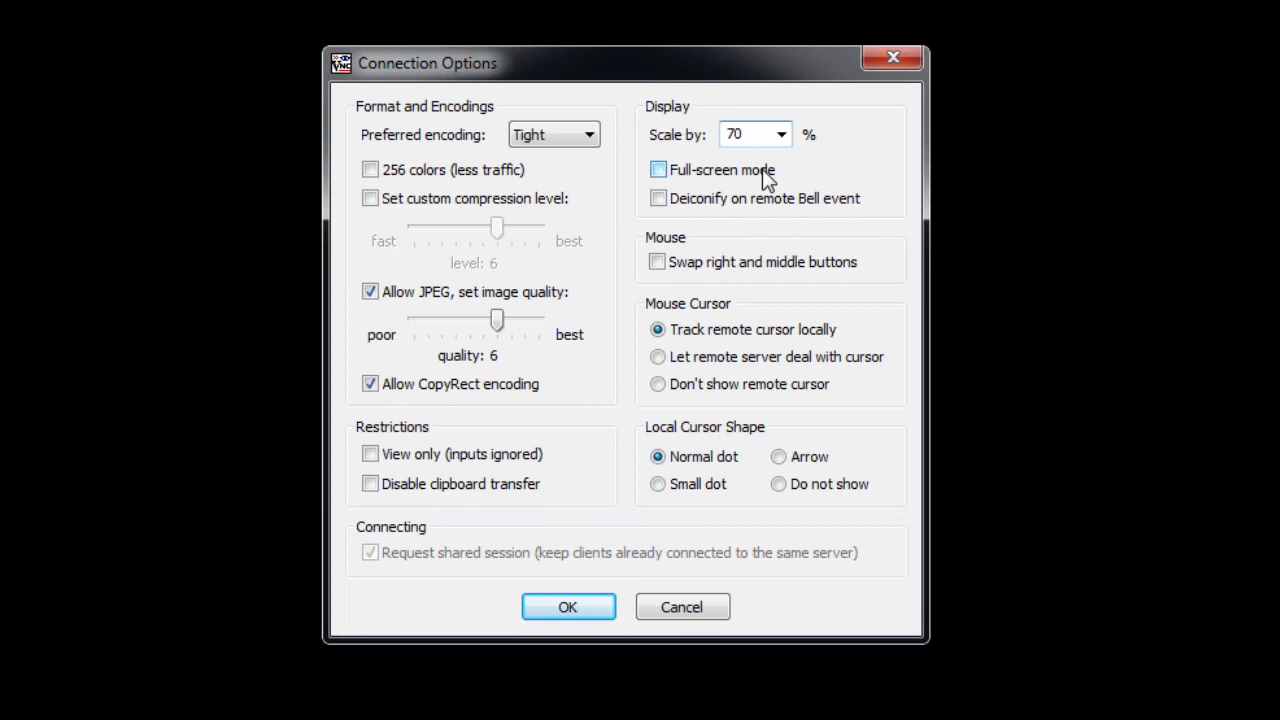 Connection Options
Format and Encodings
Preferred encoding: Tight
256 colors (less traffic)
Set custom compression level:
fast best
level: 6
Allow JPEG, set image quality:
poor best
quality: 6
Allow CopyRect encoding
Restrictions
View only (inputs ignored)
Disable clipboard transfer
Display
Scale by: 70 %
Full-screen mode
Deiconify on remote Bell event
Mouse
Swap right and middle buttons
Mouse Cursor
Track remote cursor locally
Let remote server deal with cursor
Don't show remote cursor
Local Cursor Shape
Normal dot Arrow
Small dot Do not show
Connecting
Request shared session (keep clients already connected to the same server)
OK Cancel